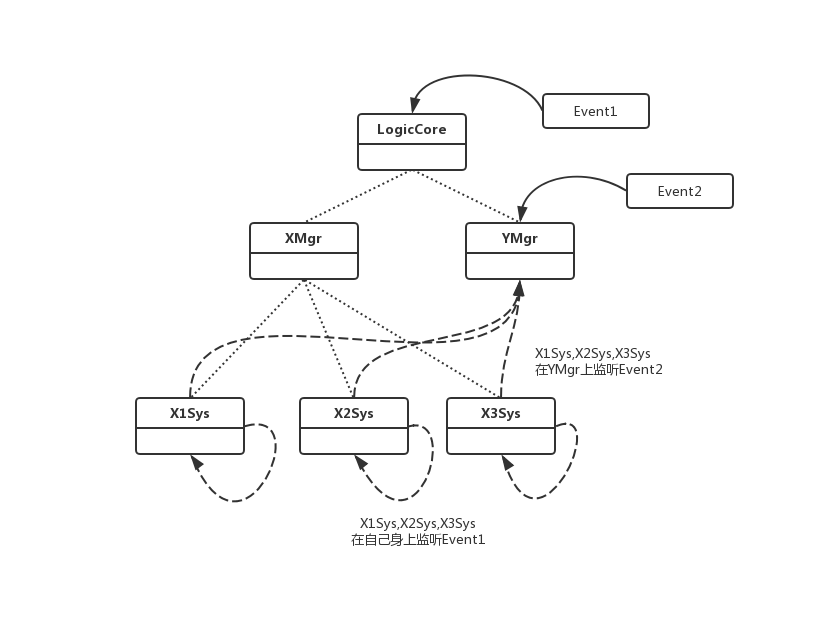 Event1
LogicCore
Event2
XMgr
YMgr
X1Sys,X2Sys,X3Sys
在YMgr上监听Event2
X1Sys
X2Sys
X3Sys
X1Sys,X2Sys,X3Sys
在自己身上监听Event1